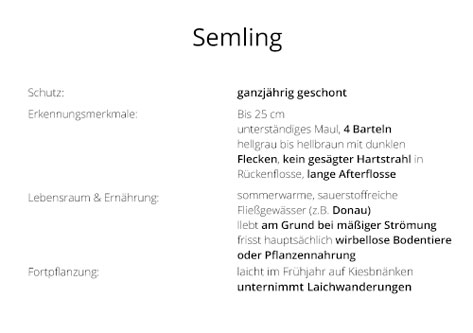 Semling
Schutz: ganzjährig geschont
Erkennungsmerkmale: Bis 25 cm
unterständiges Maul, 4 Barteln
hellgrau bis hellbraun mit dunklen
Flecken, kein gesägter Hartstrahl in
Rückenflosse, lange Afterflosse
Lebensraum & Ernährung: sommerwarme, sauerstoffreiche
Fließgewässer (z.B. Donau)
llebt am Grund bei mäßiger Strömung
frisst hauptsächlich wirbellose Bodentiere
oder Pflanzennahrung
Fortpflanzung: laicht im Frühjahr auf Kiesbnänken
unternimmt Laichwanderungen